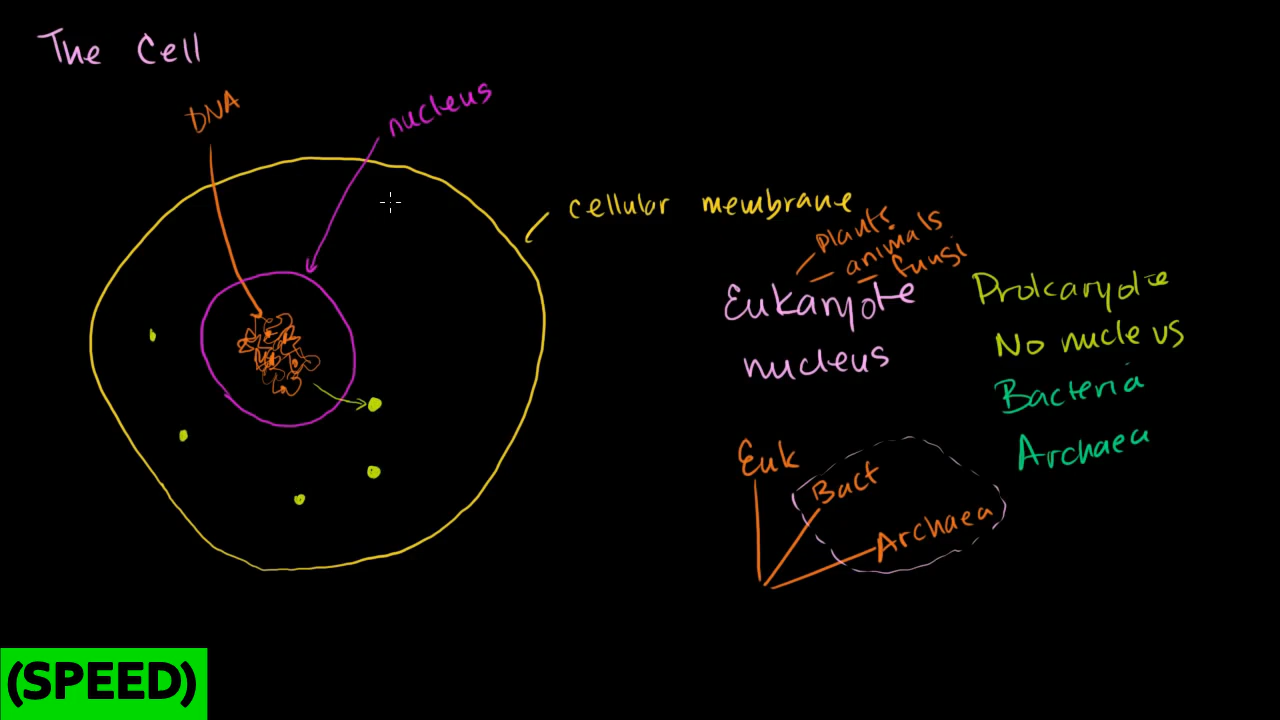 The Cell
DNA
nucleus
cellular membrane
plants
animals
fungi
Eukaryote
nucleus
Prokaryote
No nucleus
Bacteria
Archaea
Euk
Bact
Archaea
(SPEED)